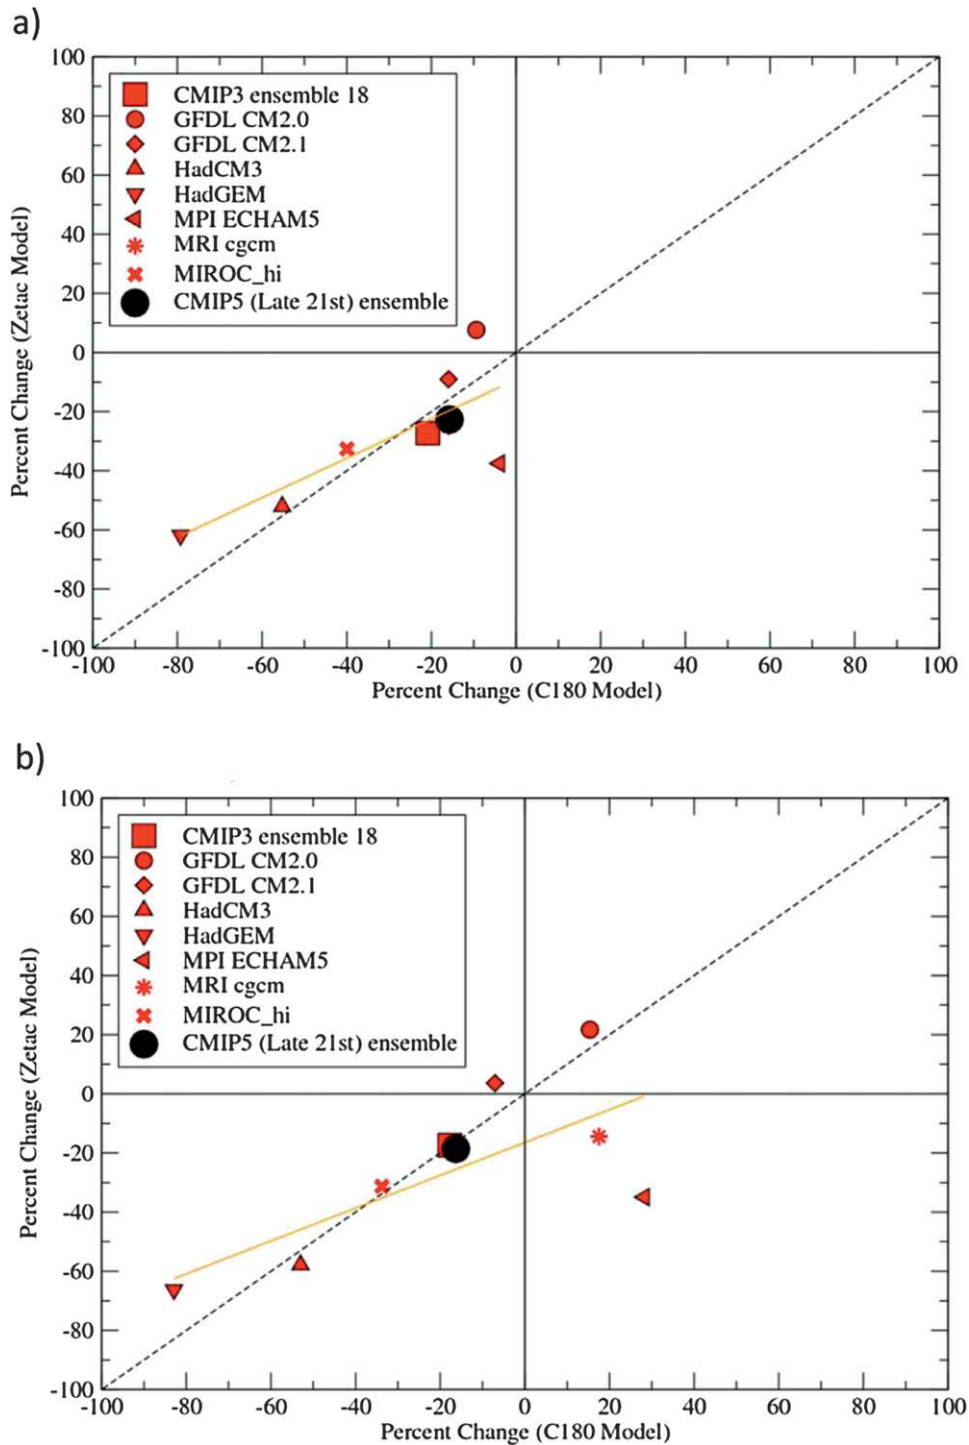 a)
100
80
60
40
20
0
-20
-40
-60
-80
-100
Percent Change (Zetac Model)
CMIP3 ensemble 18
GFDL CM2.0
GFDL CM2.1
HadCM3
HadGEM
MPI ECHAM5
MRI cgcm
MIROC_hi
CMIP5 (Late 21st) ensemble
-100 -80 -60 -40 -20 0 20 40 60 80 100
Percent Change (C180 Model)
b)
100
80
60
40
20
0
-20
-40
-60
-80
-100
Percent Change (Zetac Model)
CMIP3 ensemble 18
GFDL CM2.0
GFDL CM2.1
HadCM3
HadGEM
MPI ECHAM5
MRI cgcm
MIROC_hi
CMIP5 (Late 21st) ensemble
-100 -80 -60 -40 -20 0 20 40 60 80 100
Percent Change (C180 Model)